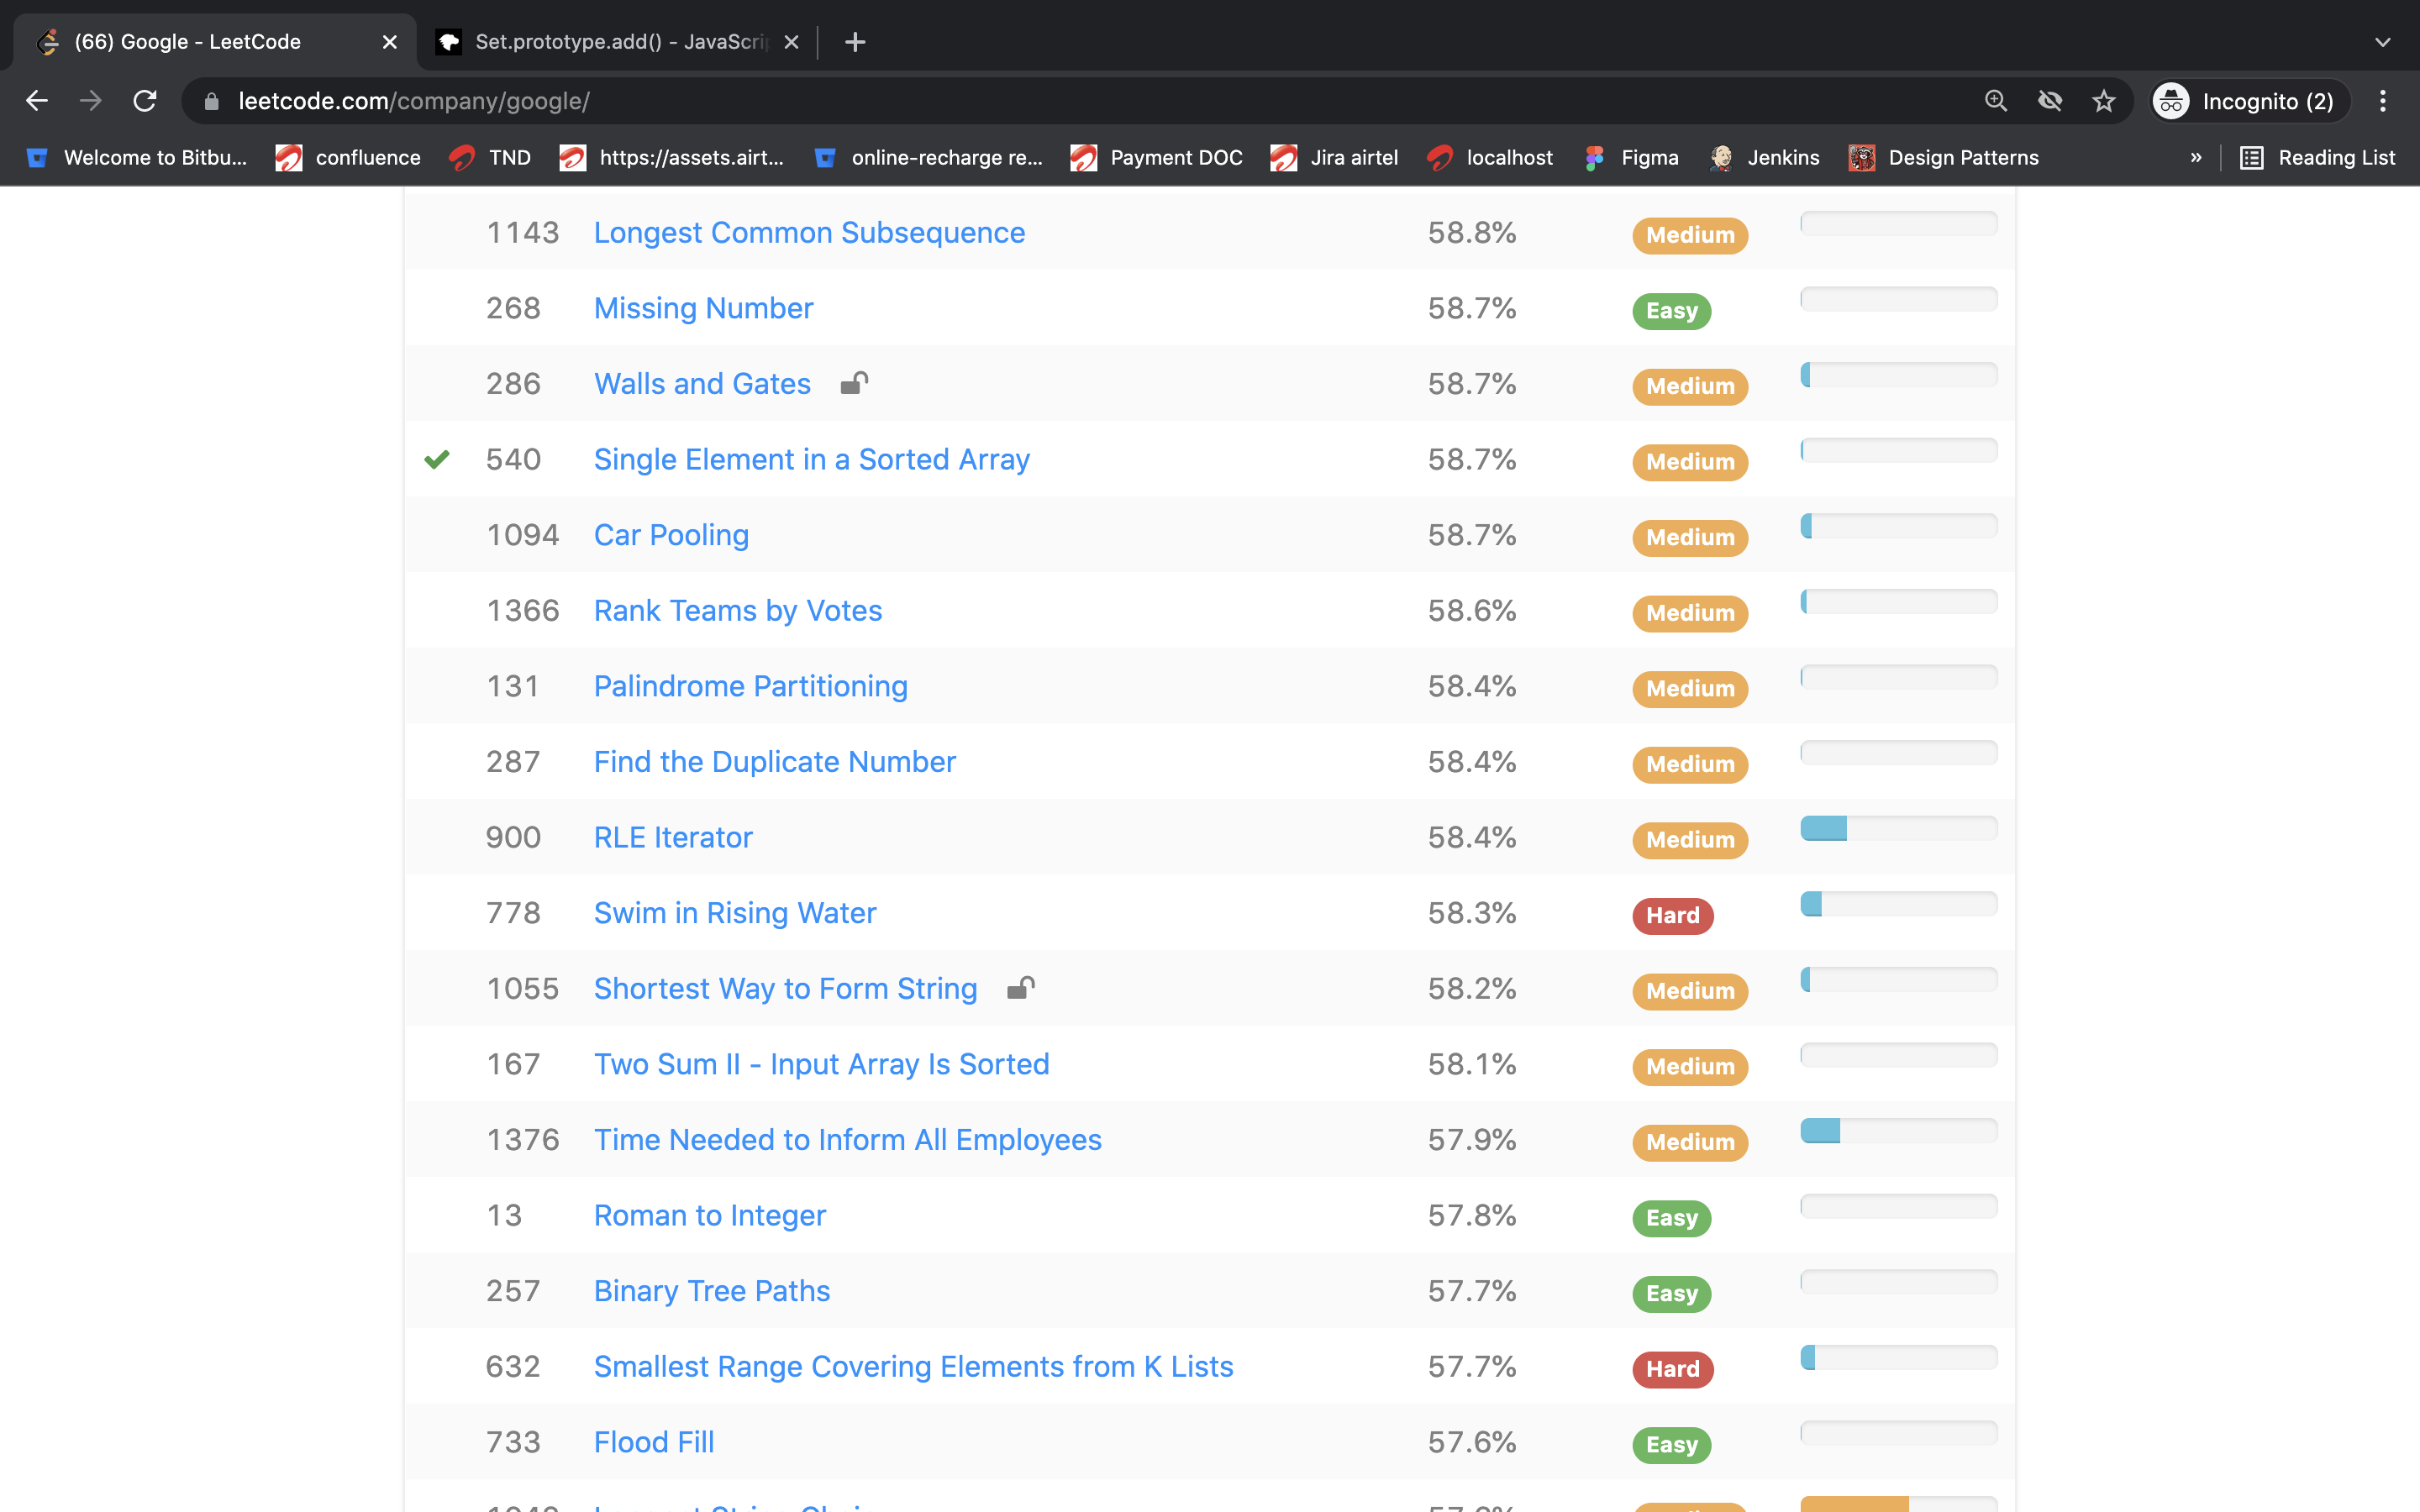 (66) Google - LeetCode
Set.prototype.add() - JavaScri
leetcode.com/company/google/
Incognito (2)
Welcome to Bitbu... confluence TND https://assets.airt... online-recharge re... Payment DOC Jira airtel localhost Figma Jenkins Design Patterns » Reading List
1143 Longest Common Subsequence 58.8% Medium
268 Missing Number 58.7% Easy
286 Walls and Gates 58.7% Medium
540 Single Element in a Sorted Array 58.7% Medium
1094 Car Pooling 58.7% Medium
1366 Rank Teams by Votes 58.6% Medium
131 Palindrome Partitioning 58.4% Medium
287 Find the Duplicate Number 58.4% Medium
900 RLE Iterator 58.4% Medium
778 Swim in Rising Water 58.3% Hard
1055 Shortest Way to Form String 58.2% Medium
167 Two Sum II - Input Array Is Sorted 58.1% Medium
1376 Time Needed to Inform All Employees 57.9% Medium
13 Roman to Integer 57.8% Easy
257 Binary Tree Paths 57.7% Easy
632 Smallest Range Covering Elements from K Lists 57.7% Hard
733 Flood Fill 57.6% Easy